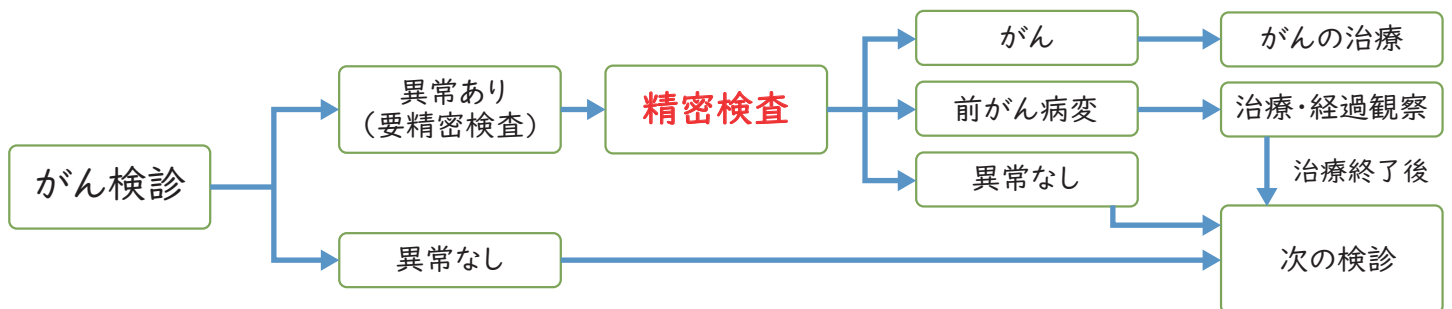 がん検診
異常あり
（要精密検査）
精密検査
がん
がんの治療
前がん病変
治療・経過観察
異常なし
治療終了後
異常なし
次の検診